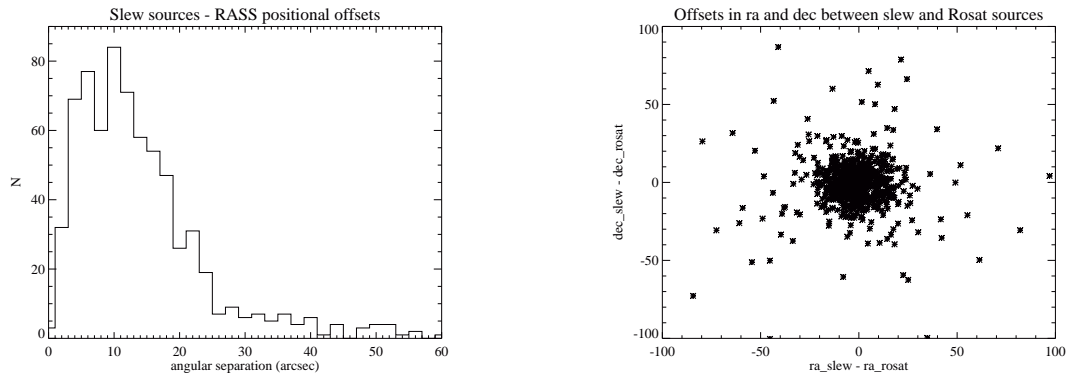 Slew sources - RASS positional offsets
N
80
60
40
20
0
0 10 20 30 40 50 60
angular separation (arcsec)
Offsets in ra and dec between slew and Rosat sources
dec_slew - dec_rosat
100
50
0
-50
-100
-100 -50 0 50 100
ra_slew - ra_rosat